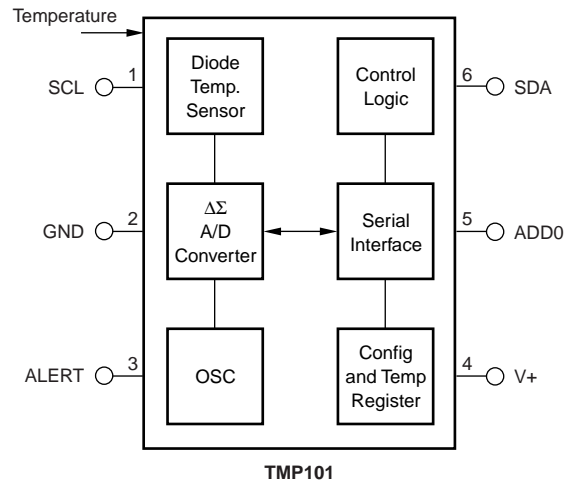 Temperature
SCL
1
Diode
Temp.
Sensor
Control
Logic
6
SDA
GND
2
ΔΣ
A/D
Converter
Serial
Interface
5
ADD0
ALERT
3
OSC
Config
and Temp
Register
4
V+
TMP101